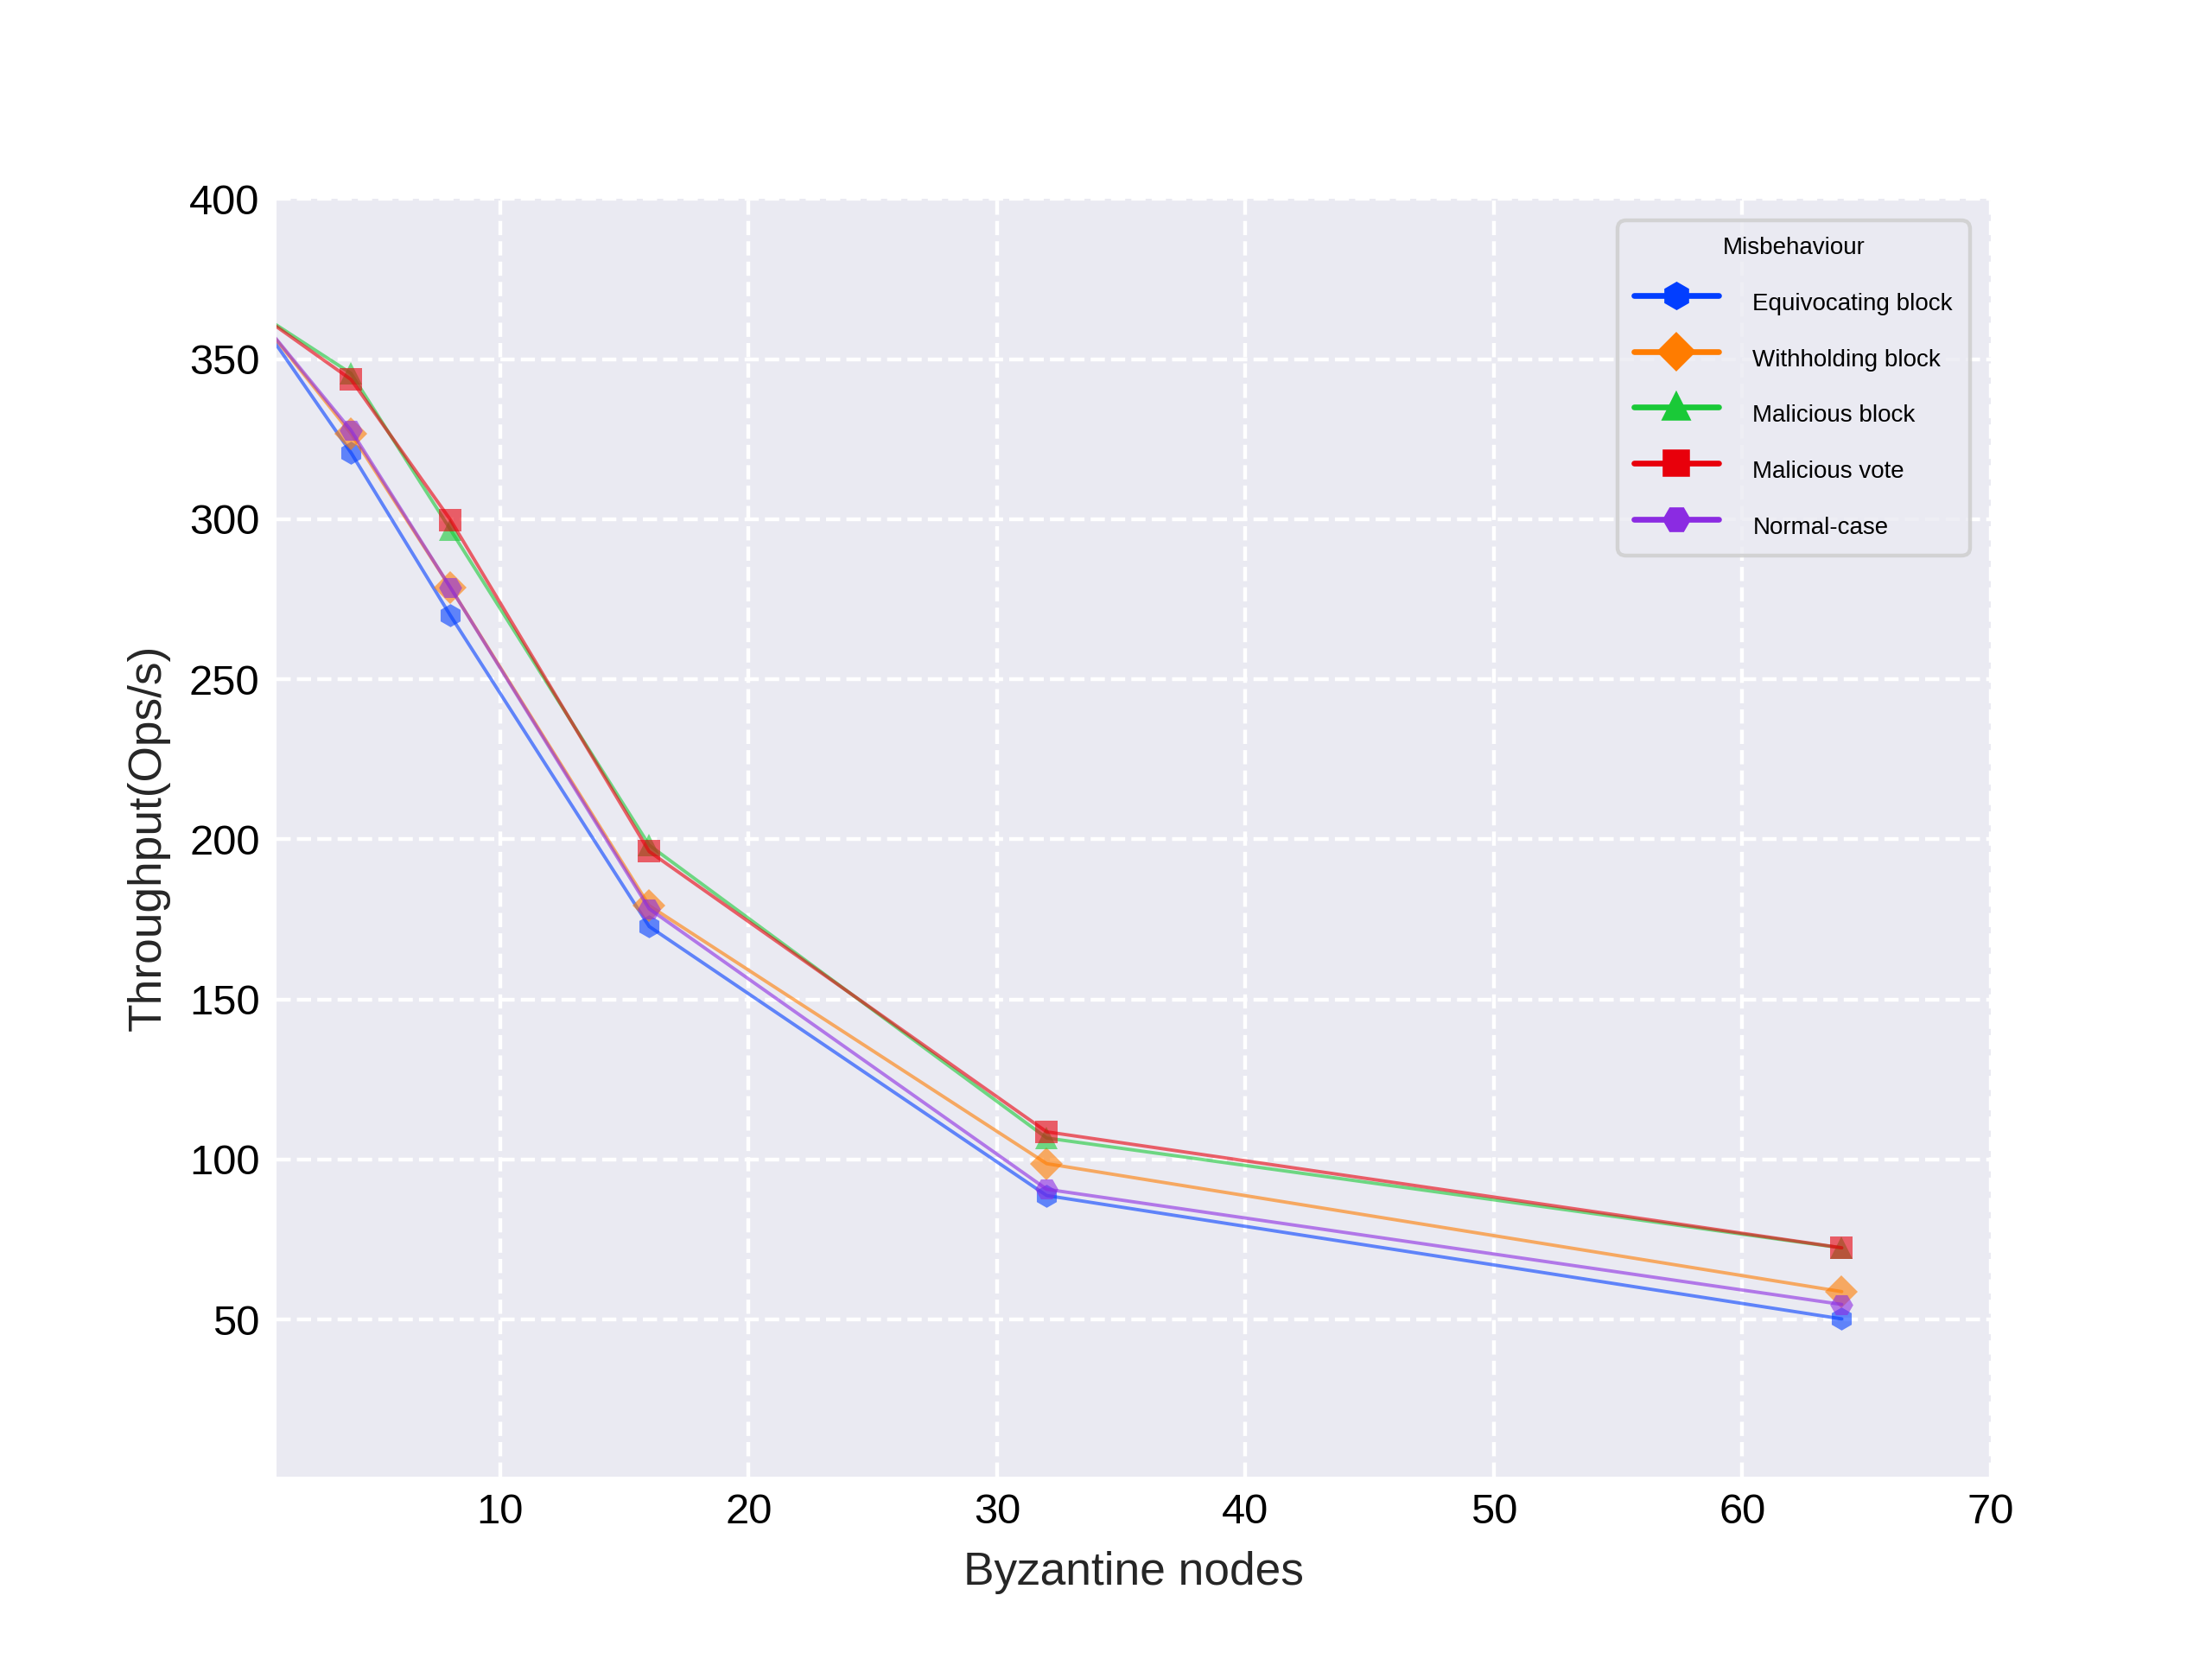 400
350
300
250
200
150
100
50
Throughput(Ops/s)
10 20 30 40 50 60 70
Byzantine nodes
Misbehaviour
Equivocating block
Withholding block
Malicious block
Malicious vote
Normal-case